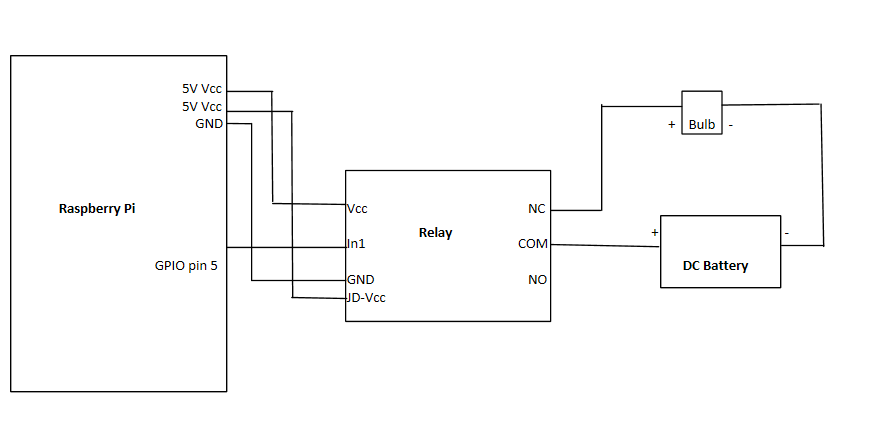 5V Vcc
5V Vcc
GND
Raspberry Pi
GPIO pin 5
Vcc
In1
GND
JD-Vcc
Relay
NC
COM
NO
+ Bulb -
+ -
DC Battery